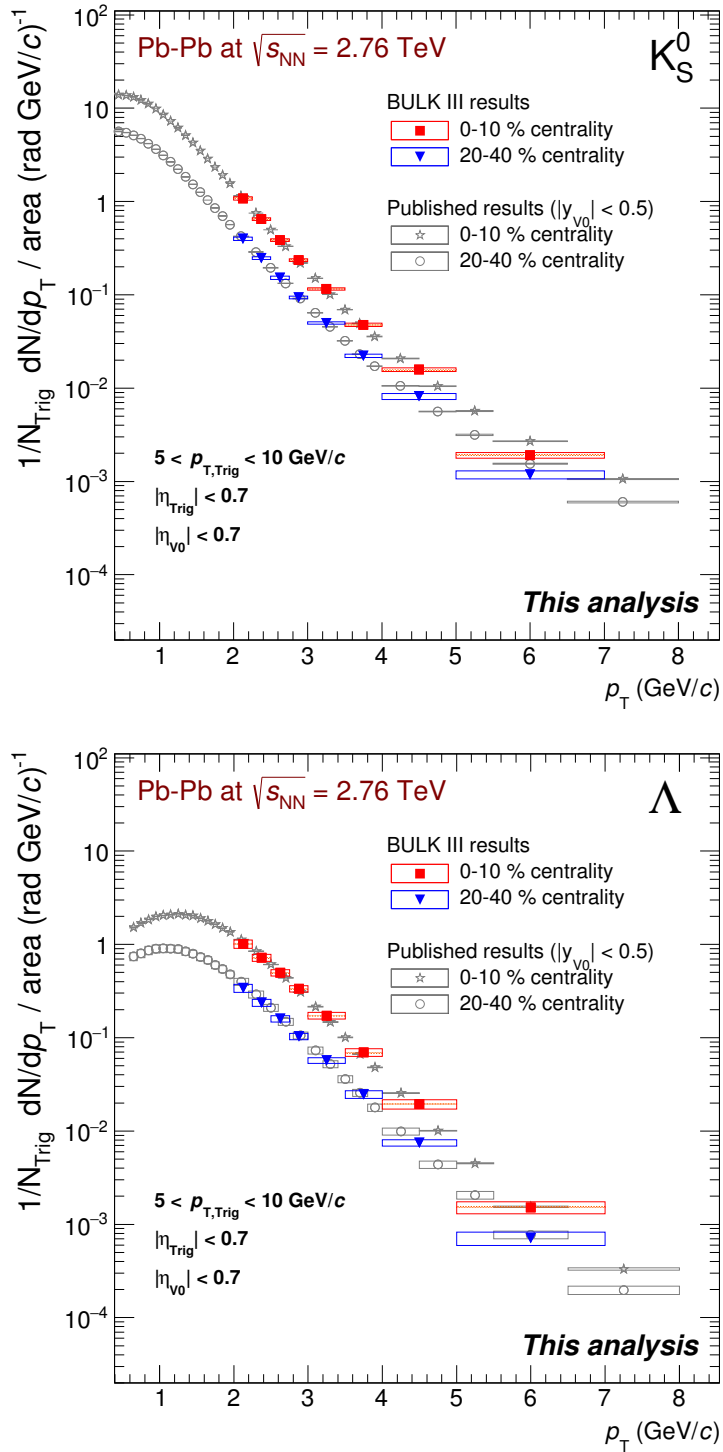 Pb-Pb at √sNN = 2.76 TeV
K⁰S
BULK III results
0-10 % centrality
20-40 % centrality
Published results (|yV0| < 0.5)
0-10 % centrality
20-40 % centrality
5 < pT,Trig < 10 GeV/c
|ηTrig| < 0.7
|ηV0| < 0.7
This analysis
1/NTrig dN/dpT / area (rad GeV/c)⁻¹
10²
10
1
10⁻¹
10⁻²
10⁻³
10⁻⁴
1 2 3 4 5 6 7 8
pT (GeV/c)
Pb-Pb at √sNN = 2.76 TeV
Λ
BULK III results
0-10 % centrality
20-40 % centrality
Published results (|yV0| < 0.5)
0-10 % centrality
20-40 % centrality
5 < pT,Trig < 10 GeV/c
|ηTrig| < 0.7
|ηV0| < 0.7
This analysis
1/NTrig dN/dpT / area (rad GeV/c)⁻¹
10²
10
1
10⁻¹
10⁻²
10⁻³
10⁻⁴
1 2 3 4 5 6 7 8
pT (GeV/c)